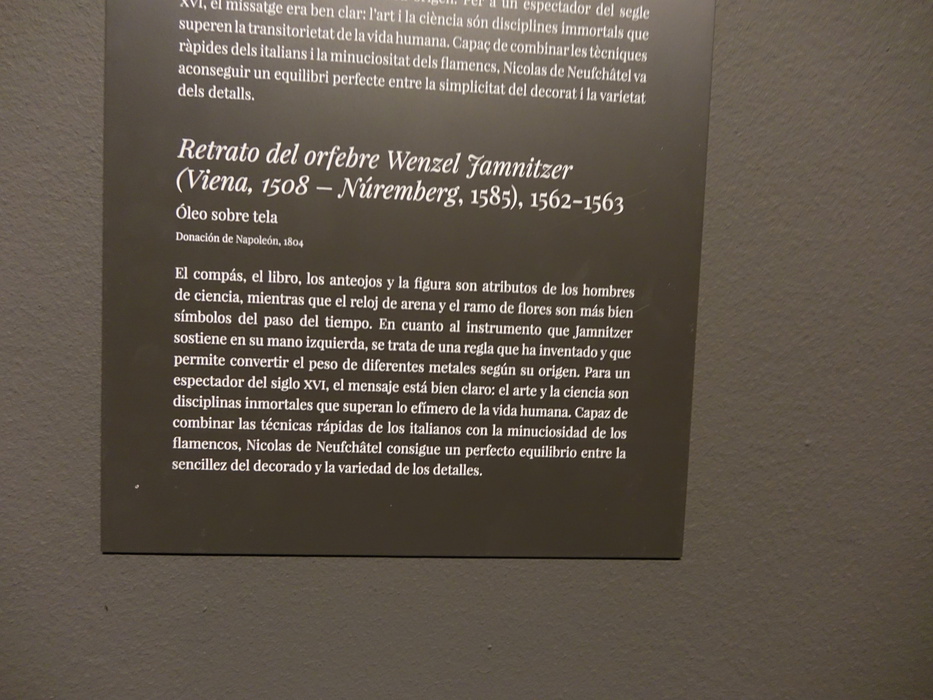 XVI, el missatge era ben clar: l'art i la ciència són disciplines immortals que
superen la transitorietat de la vida humana. Capaç de combinar les tècniques
ràpides dels italians i la minuciositat dels flamencs, Nicolas de Neufchâtel va
aconseguir un equilibri perfecte entre la simplicitat del decorat i la varietat
dels detalls.
Retrato del orfebre Wenzel Jamnitzer
(Viena, 1508 – Núremberg, 1585), 1562-1563
Óleo sobre tela
Donación de Napoleón, 1804
El compás, el libro, los anteojos y la figura son atributos de los hombres
de ciencia, mientras que el reloj de arena y el ramo de flores son más bien
símbolos del paso del tiempo. En cuanto al instrumento que Jamnitzer
sostiene en su mano izquierda, se trata de una regla que ha inventado y que
permite convertir el peso de diferentes metales según su origen. Para un
espectador del siglo XVI, el mensaje está bien claro: el arte y la ciencia son
disciplinas inmortales que superan lo efímero de la vida humana. Capaz de
combinar las técnicas rápidas de los italianos con la minuciosidad de los
flamencos, Nicolas de Neufchâtel consigue un perfecto equilibrio entre la
sencillez del decorado y la variedad de los detalles.